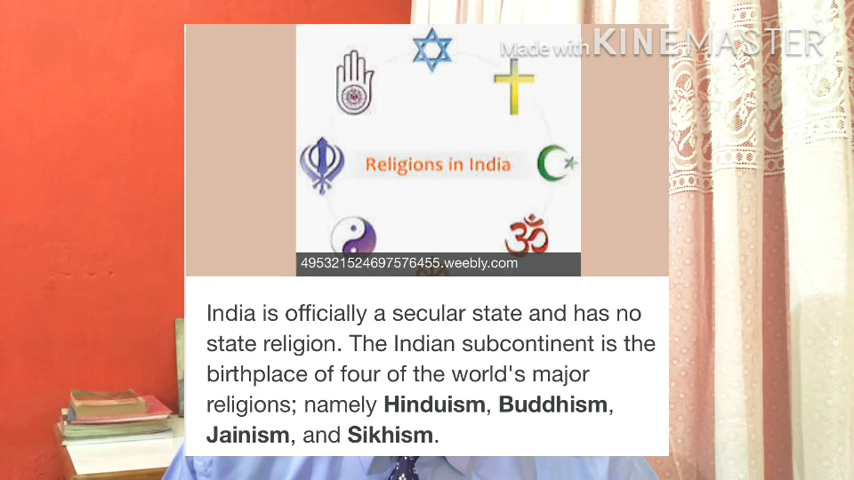 Made with KINEMASTER
Religions in India
495321524697576455.weebly.com
India is officially a secular state and has no
state religion. The Indian subcontinent is the
birthplace of four of the world's major
religions; namely Hinduism, Buddhism,
Jainism, and Sikhism.